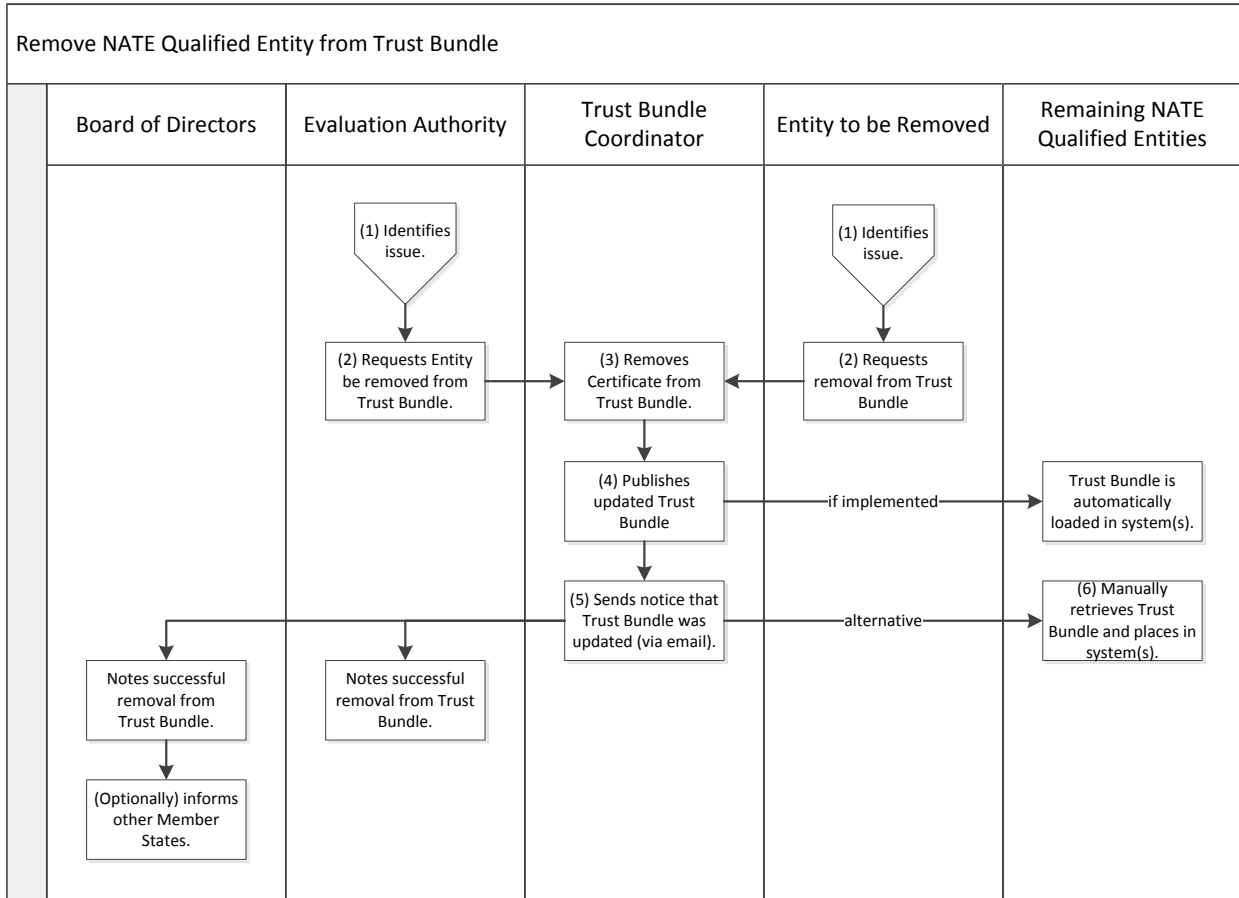 Remove NATE Qualified Entity from Trust Bundle
Board of Directors
Evaluation Authority
Trust Bundle
Coordinator
Entity to be Removed
Remaining NATE
Qualified Entities
(1) Identifies
issue.
(1) Identifies
issue.
(2) Requests Entity
be removed from
Trust Bundle.
(3) Removes
Certificate from
Trust Bundle.
(2) Requests
removal from Trust
Bundle
(4) Publishes
updated Trust
Bundle
if implemented
Trust Bundle is
automatically
loaded in system(s).
(5) Sends notice that
Trust Bundle was
updated (via email).
alternative
(6) Manually
retrieves Trust
Bundle and places in
system(s).
Notes successful
removal from
Trust Bundle.
Notes successful
removal from Trust
Bundle.
(Optionally) informs
other Member
States.